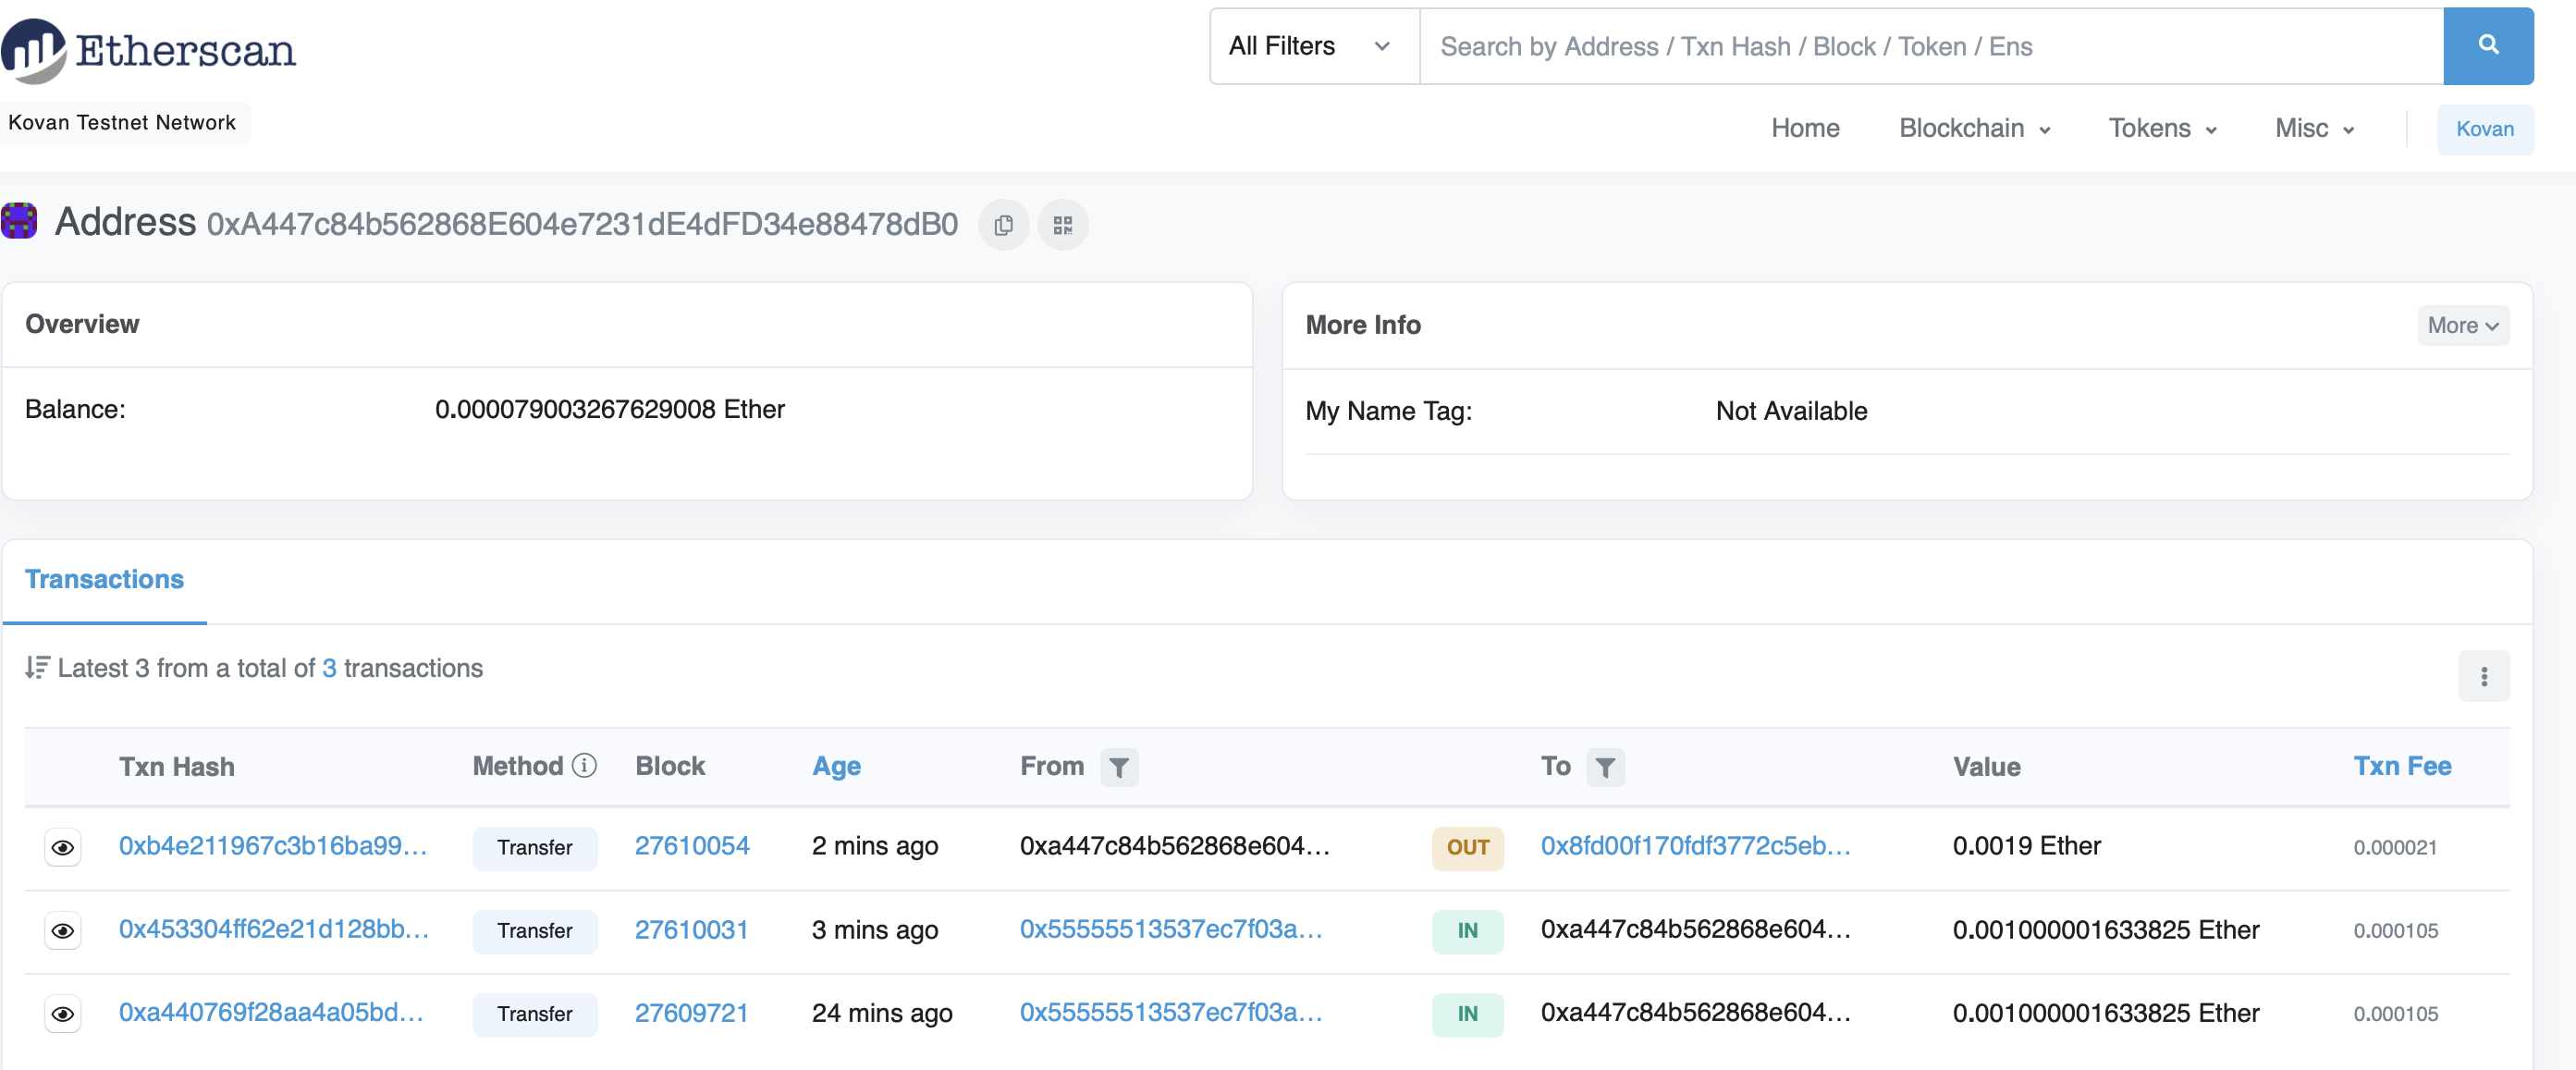 Etherscan
All Filters
Search by Address / Txn Hash / Block / Token / Ens
Kovan Testnet Network
Home Blockchain Tokens Misc Kovan
Address 0xA447c84b562868E604e7231dE4dFD34e88478dB0
Overview
Balance: 0.000079003267629008 Ether
More Info More
My Name Tag: Not Available
Transactions
Latest 3 from a total of 3 transactions
Txn Hash Method Block Age From To Value Txn Fee
0xb4e211967c3b16ba99... Transfer 27610054 2 mins ago 0xa447c84b562868e604... OUT 0x8fd00f170fdf3772c5eb... 0.0019 Ether 0.000021
0x453304ff62e21d128bb... Transfer 27610031 3 mins ago 0x55555513537ec7f03a... IN 0xa447c84b562868e604... 0.001000001633825 Ether 0.000105
0xa440769f28aa4a05bd... Transfer 27609721 24 mins ago 0x55555513537ec7f03a... IN 0xa447c84b562868e604... 0.001000001633825 Ether 0.000105